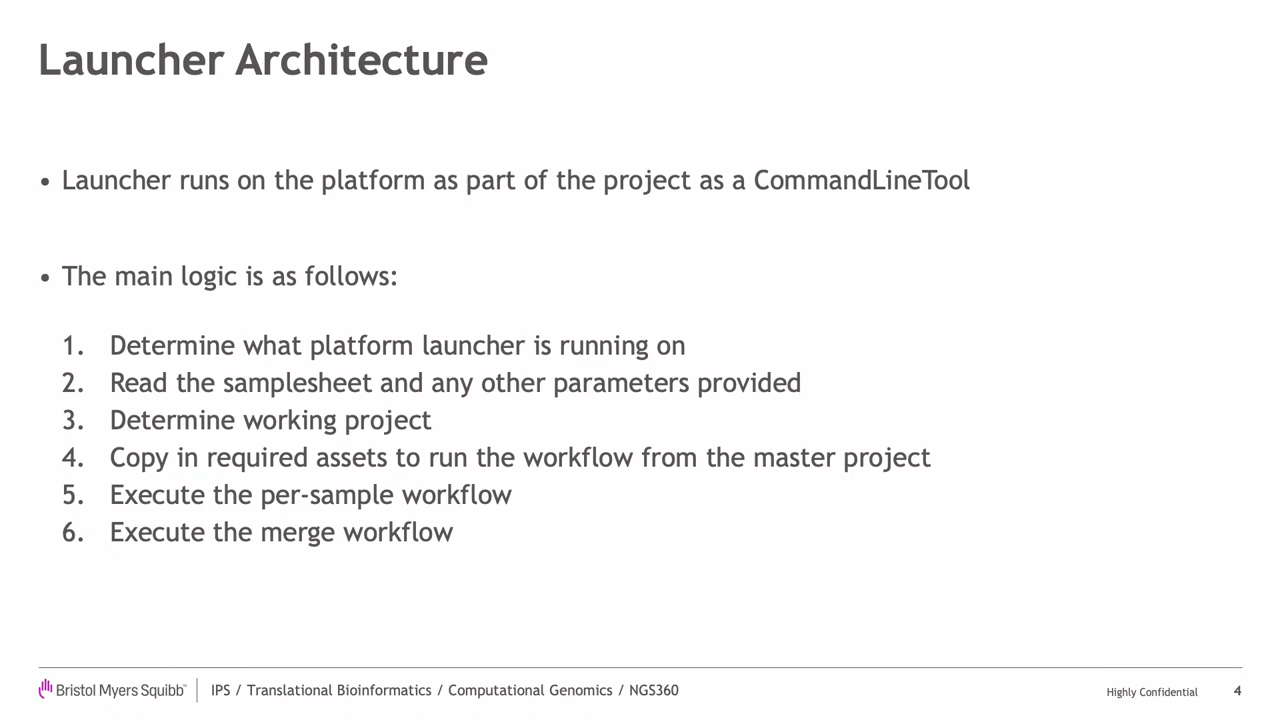 Launcher Architecture
• Launcher runs on the platform as part of the project as a CommandLineTool
• The main logic is as follows:
1. Determine what platform launcher is running on
2. Read the samplesheet and any other parameters provided
3. Determine working project
4. Copy in required assets to run the workflow from the master project
5. Execute the per-sample workflow
6. Execute the merge workflow
Bristol Myers Squibb™ IPS / Translational Bioinformatics / Computational Genomics / NGS360 Highly Confidential 4